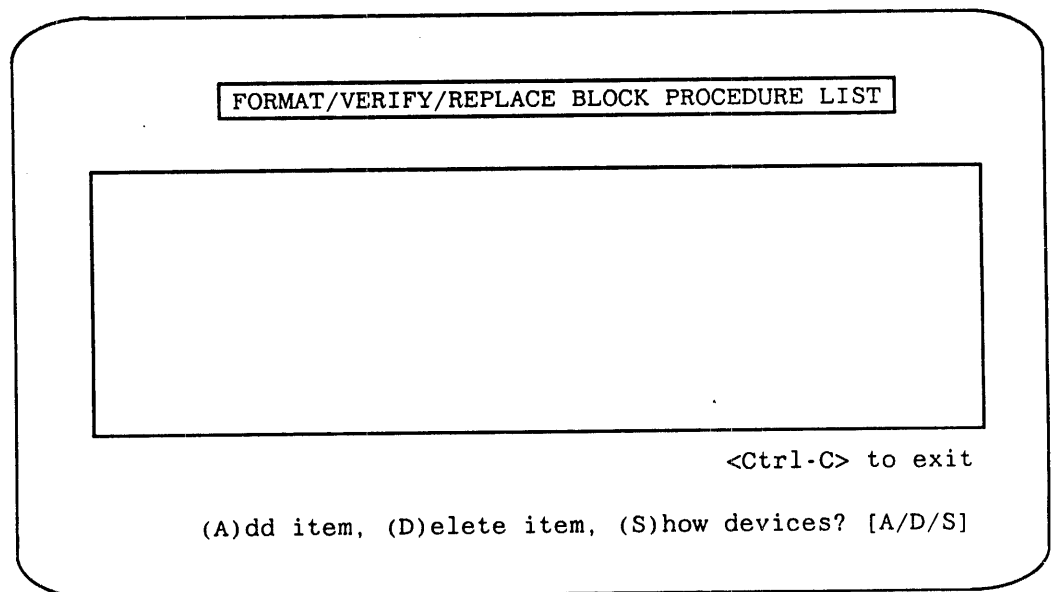 FORMAT/VERIFY/REPLACE BLOCK PROCEDURE LIST
<Ctrl-C> to exit
(A)dd item, (D)elete item, (S)how devices? [A/D/S]